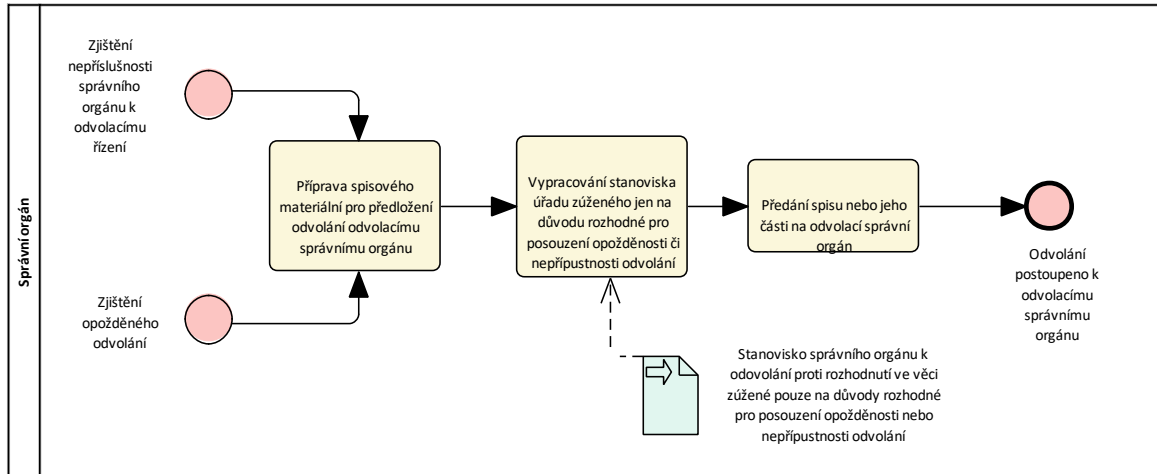 Správní orgán
Zjištění
nepříslušnosti
správního
orgánu k
odvolacímu
řízení
Zjištění
opožděného
odvolání
Příprava spisového
materiální pro předložení
odvolání odvolacímu
správnímu orgánu
Vypracování stanoviska
úřadu zúženého jen na
důvodu rozhodné pro
posouzení opožděnosti či
nepřípustnosti odvolání
Předání spisu nebo jeho
části na odvolací správní
orgán
Odvolání
postoupeno k
odvolacímu
správnímu
orgánu
Stanovisko správního orgánu k
odovolání proti rozhodnutí ve věci
zúžené pouze na důvody rozhodné
pro posouzení opožděnosti nebo
nepřípustnosti odvolání